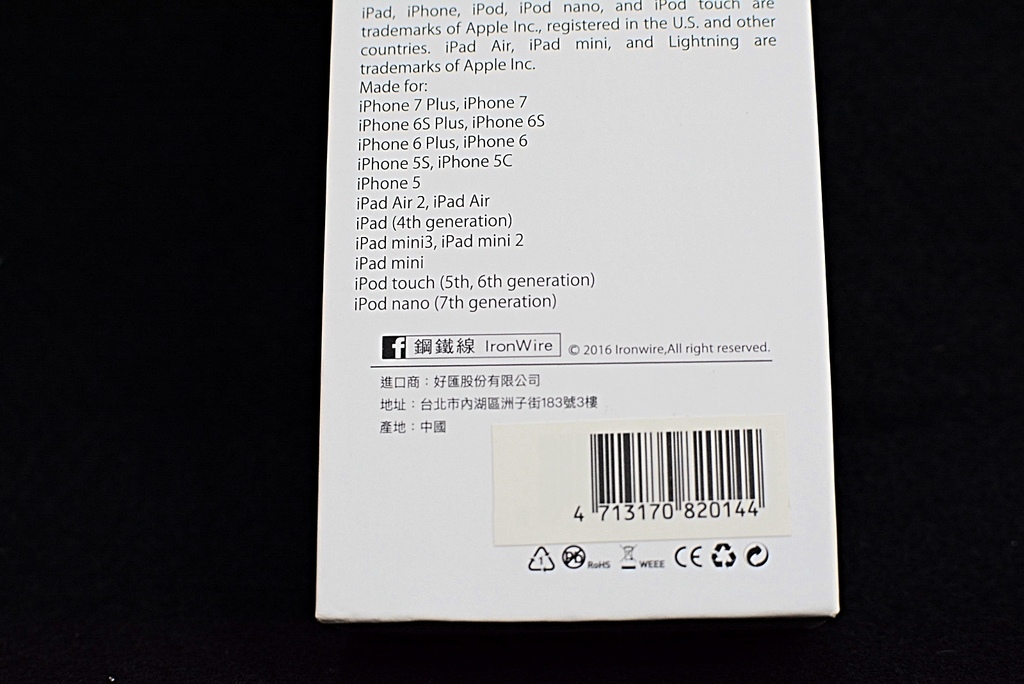 iPad, iPhone, iPod, iPod nano, and iPod touch are
trademarks of Apple Inc., registered in the U.S. and other
countries. iPad Air, iPad mini, and Lightning are
trademarks of Apple Inc.
Made for:
iPhone 7 Plus, iPhone 7
iPhone 6S Plus, iPhone 6S
iPhone 6 Plus, iPhone 6
iPhone 5S, iPhone 5C
iPhone 5
iPad Air 2, iPad Air
iPad (4th generation)
iPad mini3, iPad mini 2
iPad mini
iPod touch (5th, 6th generation)
iPod nano (7th generation)
f 鋼鐵線 IronWire © 2016 Ironwire,All right reserved.
進口商：好匯股份有限公司
地址：台北市內湖區洲子街183號3樓
產地：中國
4 713170 820144
1 Pb RoHS WEEE CE